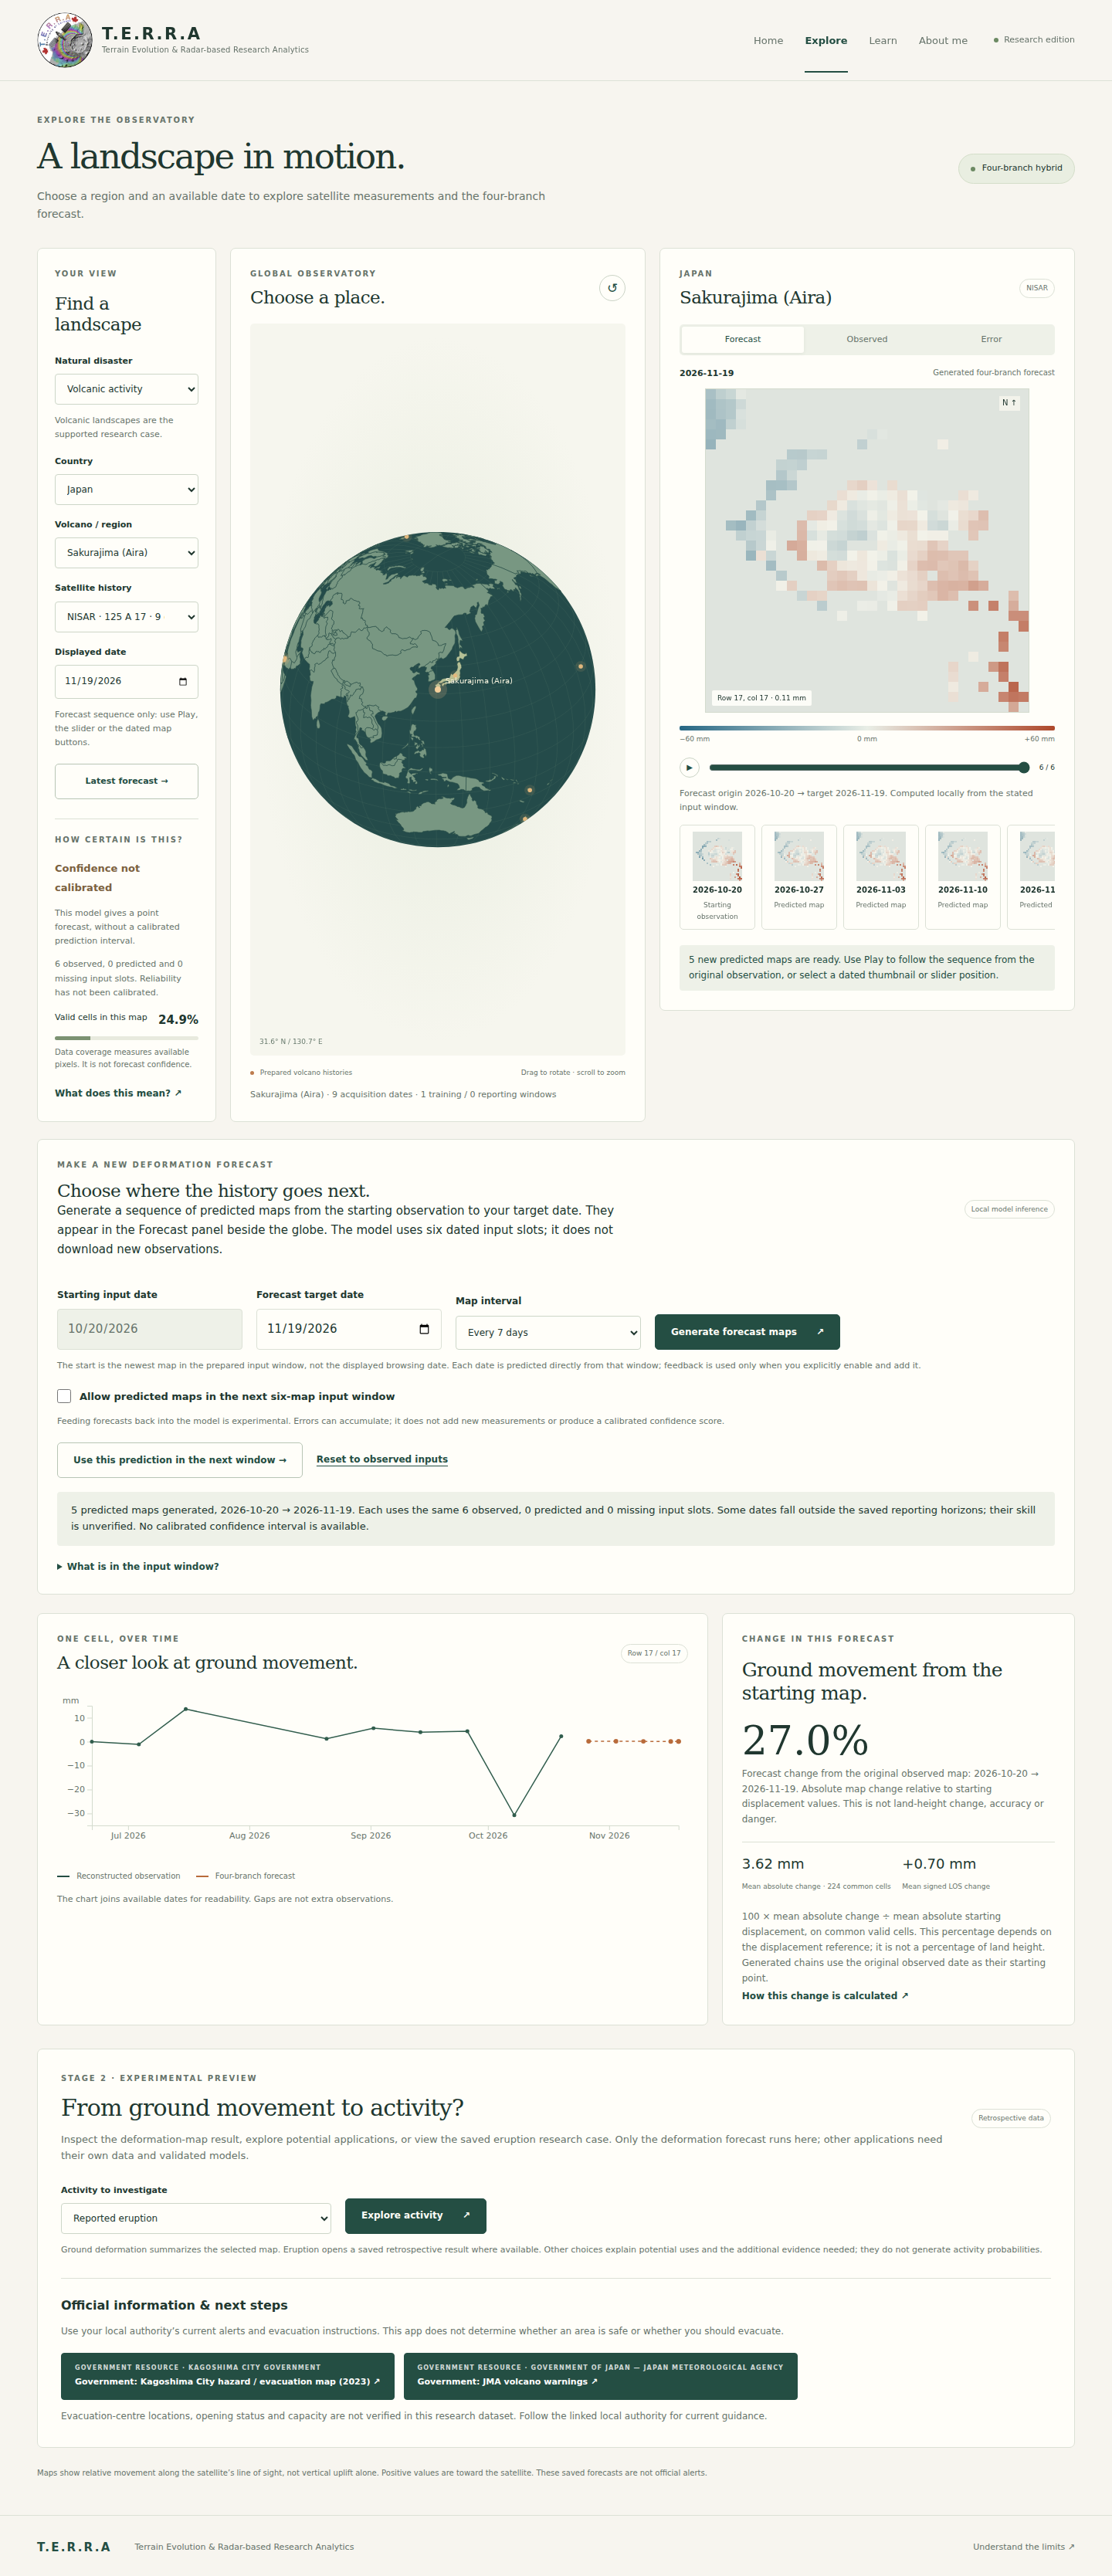 T.E.R.R.A
T.E.R.R.A
Terrain Evolution & Radar-based Research Analytics
Home
Explore
Learn
About me
Research edition
EXPLORE THE OBSERVATORY
A landscape in motion.
Choose a region and an available date to explore satellite measurements and the four-branch
forecast.
Four-branch hybrid
YOUR VIEW
Find a
landscape
Natural disaster
Volcanic activity
Volcanic landscapes are the
supported research case.
Country
Japan
Volcano / region
Sakurajima (Aira)
Satellite history
NISAR · 125 A 17 · 9
Displayed date
11/19/2026
Forecast sequence only: use Play,
the slider or the dated map
buttons.
Latest forecast →
HOW CERTAIN IS THIS?
Confidence not
calibrated
This model gives a point
forecast, without a calibrated
prediction interval.
6 observed, 0 predicted and 0
missing input slots. Reliability
has not been calibrated.
Valid cells in this map 24.9%
Data coverage measures available
pixels. It is not forecast confidence.
What does this mean? ↗
GLOBAL OBSERVATORY
Choose a place.
↺
Sakurajima (Aira)
31.6° N / 130.7° E
Prepared volcano histories
Drag to rotate · scroll to zoom
Sakurajima (Aira) · 9 acquisition dates · 1 training / 0 reporting windows
JAPAN
Sakurajima (Aira)
NISAR
Forecast
Observed
Error
2026-11-19
Generated four-branch forecast
N ↑
Row 17, col 17 · 0.11 mm
−60 mm
0 mm
+60 mm
▶
6 / 6
Forecast origin 2026-10-20 → target 2026-11-19. Computed locally from the stated
input window.
2026-10-20
Starting
observation
2026-10-27
Predicted map
2026-11-03
Predicted map
2026-11-10
Predicted map
2026-11
Predicted
5 new predicted maps are ready. Use Play to follow the sequence from the
original observation, or select a dated thumbnail or slider position.
MAKE A NEW DEFORMATION FORECAST
Choose where the history goes next.
Generate a sequence of predicted maps from the starting observation to your target date. They
appear in the Forecast panel beside the globe. The model uses six dated input slots; it does not
download new observations.
Local model inference
Starting input date
10/20/2026
Forecast target date
11/19/2026
Map interval
Every 7 days
Generate forecast maps ↗
The start is the newest map in the prepared input window, not the displayed browsing date. Each date is predicted directly from that window; feedback is used only when you explicitly enable and add it.
Allow predicted maps in the next six-map input window
Feeding forecasts back into the model is experimental. Errors can accumulate; it does not add new measurements or produce a calibrated confidence score.
Use this prediction in the next window →
Reset to observed inputs
5 predicted maps generated, 2026-10-20 → 2026-11-19. Each uses the same 6 observed, 0 predicted and 0 missing input slots. Some dates fall outside the saved reporting horizons; their skill
is unverified. No calibrated confidence interval is available.
▶ What is in the input window?
ONE CELL, OVER TIME
A closer look at ground movement.
Row 17 / col 17
mm
10
0
−10
−20
−30
Jul 2026
Aug 2026
Sep 2026
Oct 2026
Nov 2026
Reconstructed observation
Four-branch forecast
The chart joins available dates for readability. Gaps are not extra observations.
CHANGE IN THIS FORECAST
Ground movement from the
starting map.
27.0%
Forecast change from the original observed map: 2026-10-20 →
2026-11-19. Absolute map change relative to starting
displacement values. This is not land-height change, accuracy or
danger.
3.62 mm
Mean absolute change · 224 common cells
+0.70 mm
Mean signed LOS change
100 × mean absolute change ÷ mean absolute starting
displacement, on common valid cells. This percentage depends on
the displacement reference; it is not a percentage of land height.
Generated chains use the original observed date as their starting
point.
How this change is calculated ↗
STAGE 2 · EXPERIMENTAL PREVIEW
From ground movement to activity?
Inspect the deformation-map result, explore potential applications, or view the saved eruption research case. Only the deformation forecast runs here; other applications need
their own data and validated models.
Retrospective data
Activity to investigate
Reported eruption
Explore activity ↗
Ground deformation summarizes the selected map. Eruption opens a saved retrospective result where available. Other choices explain potential uses and the additional evidence needed; they do not generate activity probabilities.
Official information & next steps
Use your local authority’s current alerts and evacuation instructions. This app does not determine whether an area is safe or whether you should evacuate.
GOVERNMENT RESOURCE · KAGOSHIMA CITY GOVERNMENT
Government: Kagoshima City hazard / evacuation map (2023) ↗
GOVERNMENT RESOURCE · GOVERNMENT OF JAPAN — JAPAN METEOROLOGICAL AGENCY
Government: JMA volcano warnings ↗
Evacuation-centre locations, opening status and capacity are not verified in this research dataset. Follow the linked local authority for current guidance.
Maps show relative movement along the satellite’s line of sight, not vertical uplift alone. Positive values are toward the satellite. These saved forecasts are not official alerts.
T.E.R.R.A
Terrain Evolution & Radar-based Research Analytics
Understand the limits ↗